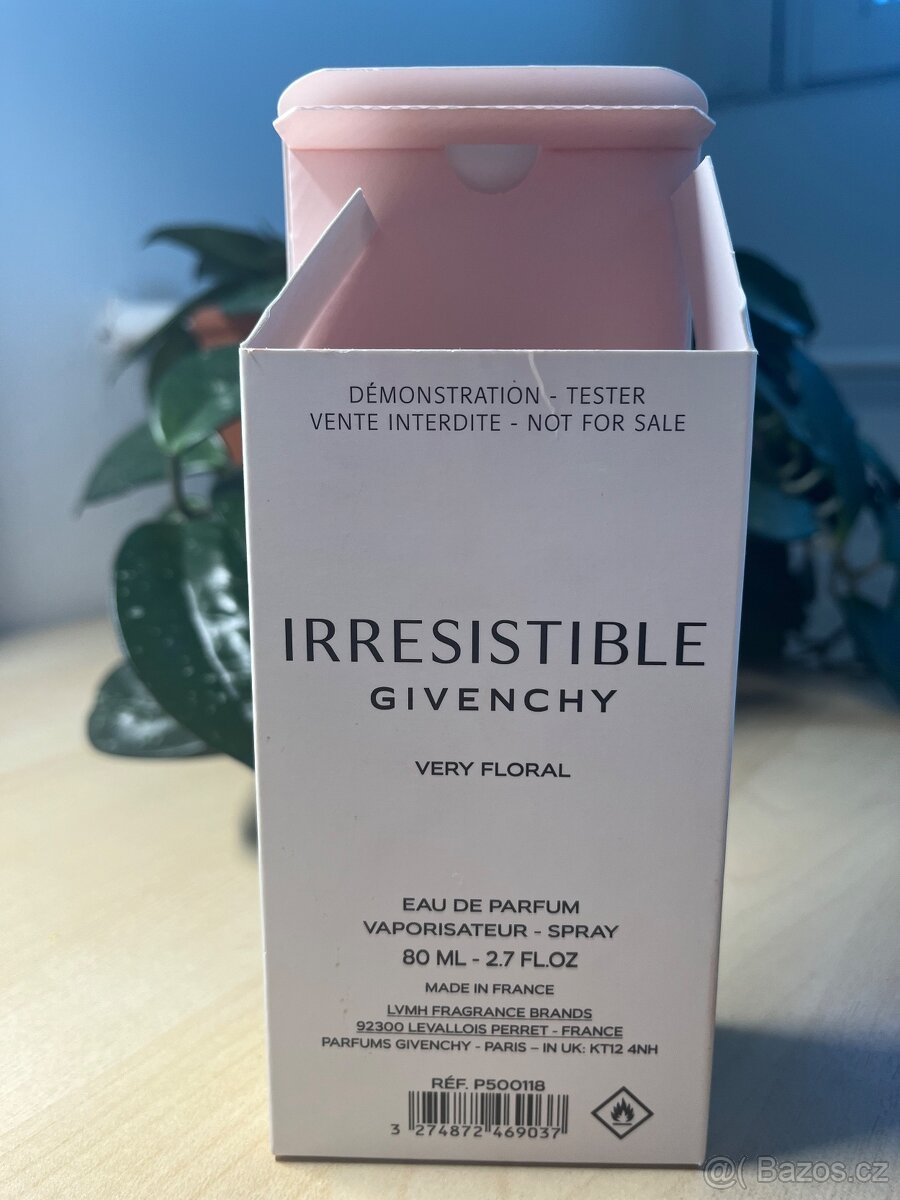 DÉMONSTRATION - TESTER
VENTE INTERDITE - NOT FOR SALE
IRRESISTIBLE
GIVENCHY
VERY FLORAL
EAU DE PARFUM
VAPORISATEUR - SPRAY
80 ML - 2.7 FL.OZ
MADE IN FRANCE
LVMH FRAGRANCE BRANDS
92300 LEVALLOIS PERRET - FRANCE
PARFUMS GIVENCHY - PARIS – IN UK: KT12 4NH
RÉF. P500118
3 274872 469037
@( Bazos.cz